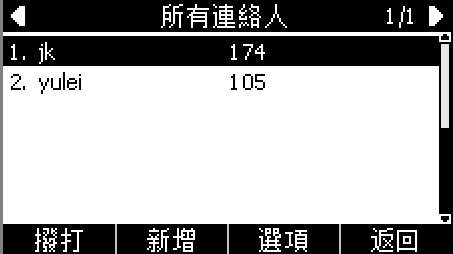 所有連絡人 1/1
1. jk 174
2. yulei 105
撥打 新增 選項 返回